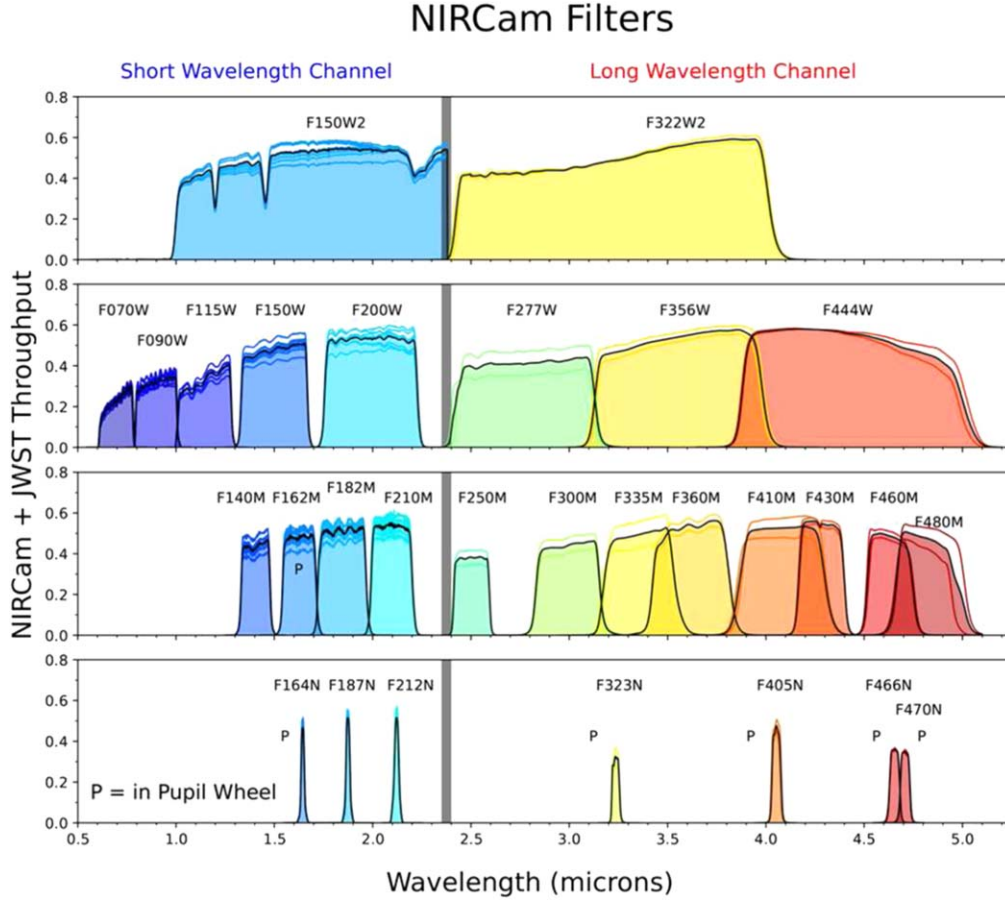 NIRCam Filters
Short Wavelength Channel Long Wavelength Channel
NIRCam + JWST Throughput
0.8
0.6
0.4
0.2
0.0
F150W2 F322W2
0.8
0.6
0.4
0.2
0.0
F070W F115W F150W F200W F277W F356W F444W
F090W
0.8
0.6
0.4
0.2
0.0
F182M
F140M F162M F210M F250M F300M F335M F360M F410M F430M F460M
F480M
P
0.8
0.6
0.4
0.2
0.0
F164N F187N F212N F323N F405N F466N
F470N
P P P P P
P = in Pupil Wheel
0.5 1.0 1.5 2.0 2.5 3.0 3.5 4.0 4.5 5.0
Wavelength (microns)